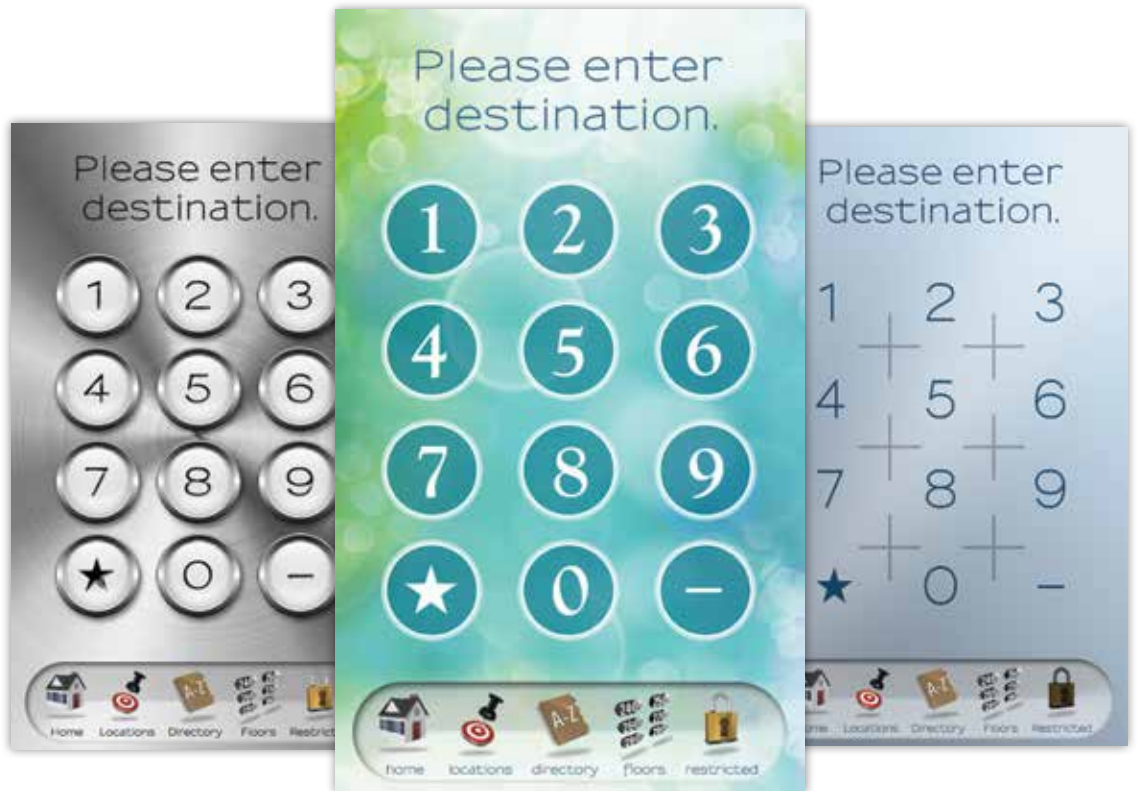 Please enter
destination.
1 2 3
4 5 6
7 8 9
★ 0 –
Home Locations Directory Floors Restrict
Please enter
destination.
1 2 3
4 5 6
7 8 9
★ 0 –
A-Z
home locations directory floors restricted
Please enter
destination.
1 2 3
4 5 6
7 8 9
★ 0 –
A-Z
Locations Directory Floors Restricted